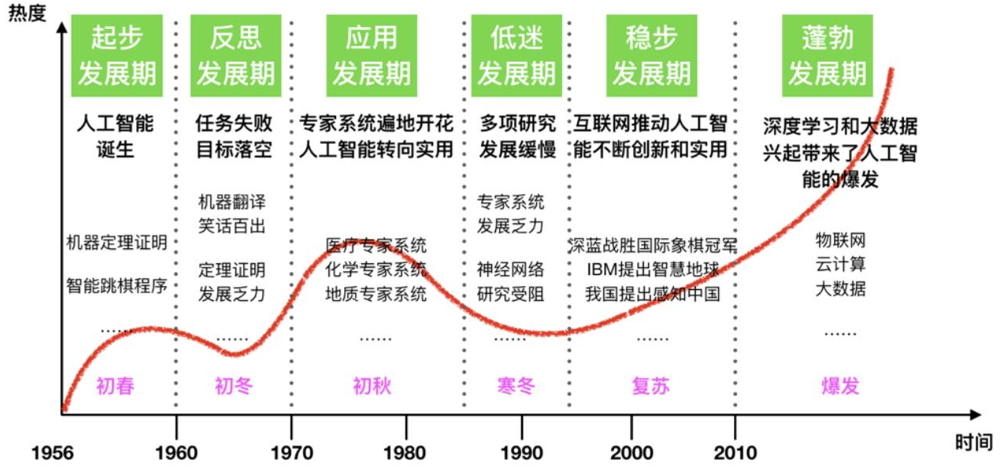 热度
起步
发展期
人工智能
诞生
机器定理证明
智能跳棋程序
……
初春
反思
发展期
任务失败
目标落空
机器翻译
笑话百出
定理证明
发展乏力
……
初冬
应用
发展期
专家系统遍地开花
人工智能转向实用
医疗专家系统
化学专家系统
地质专家系统
……
初秋
低迷
发展期
多项研究
发展缓慢
专家系统
发展乏力
神经网络
研究受阻
……
寒冬
稳步
发展期
互联网推动人工智
能不断创新和实用
深蓝战胜国际象棋冠军
IBM提出智慧地球
我国提出感知中国
……
复苏
蓬勃
发展期
深度学习和大数据
兴起带来了人工智
能的爆发
物联网
云计算
大数据
……
爆发
时间
1956
1960
1970
1980
1990
2000
2010